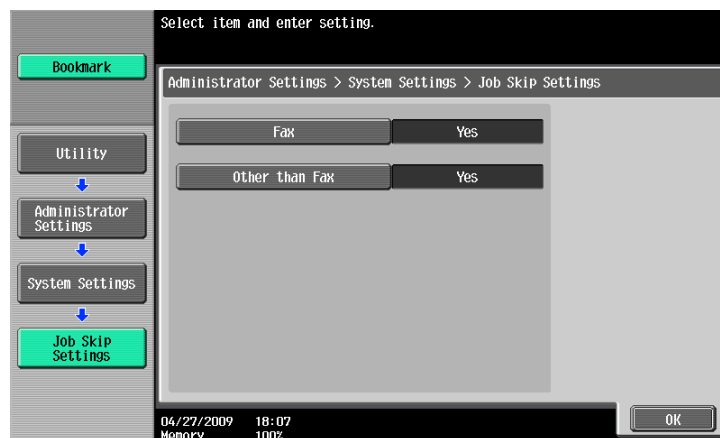 Select item and enter setting.
Bookmark
Administrator Settings > System Settings > Job Skip Settings
Fax Yes
Other than Fax Yes
Utility
Administrator
Settings
System Settings
Job Skip
Settings
04/27/2009 18:07
Memory 100%
OK